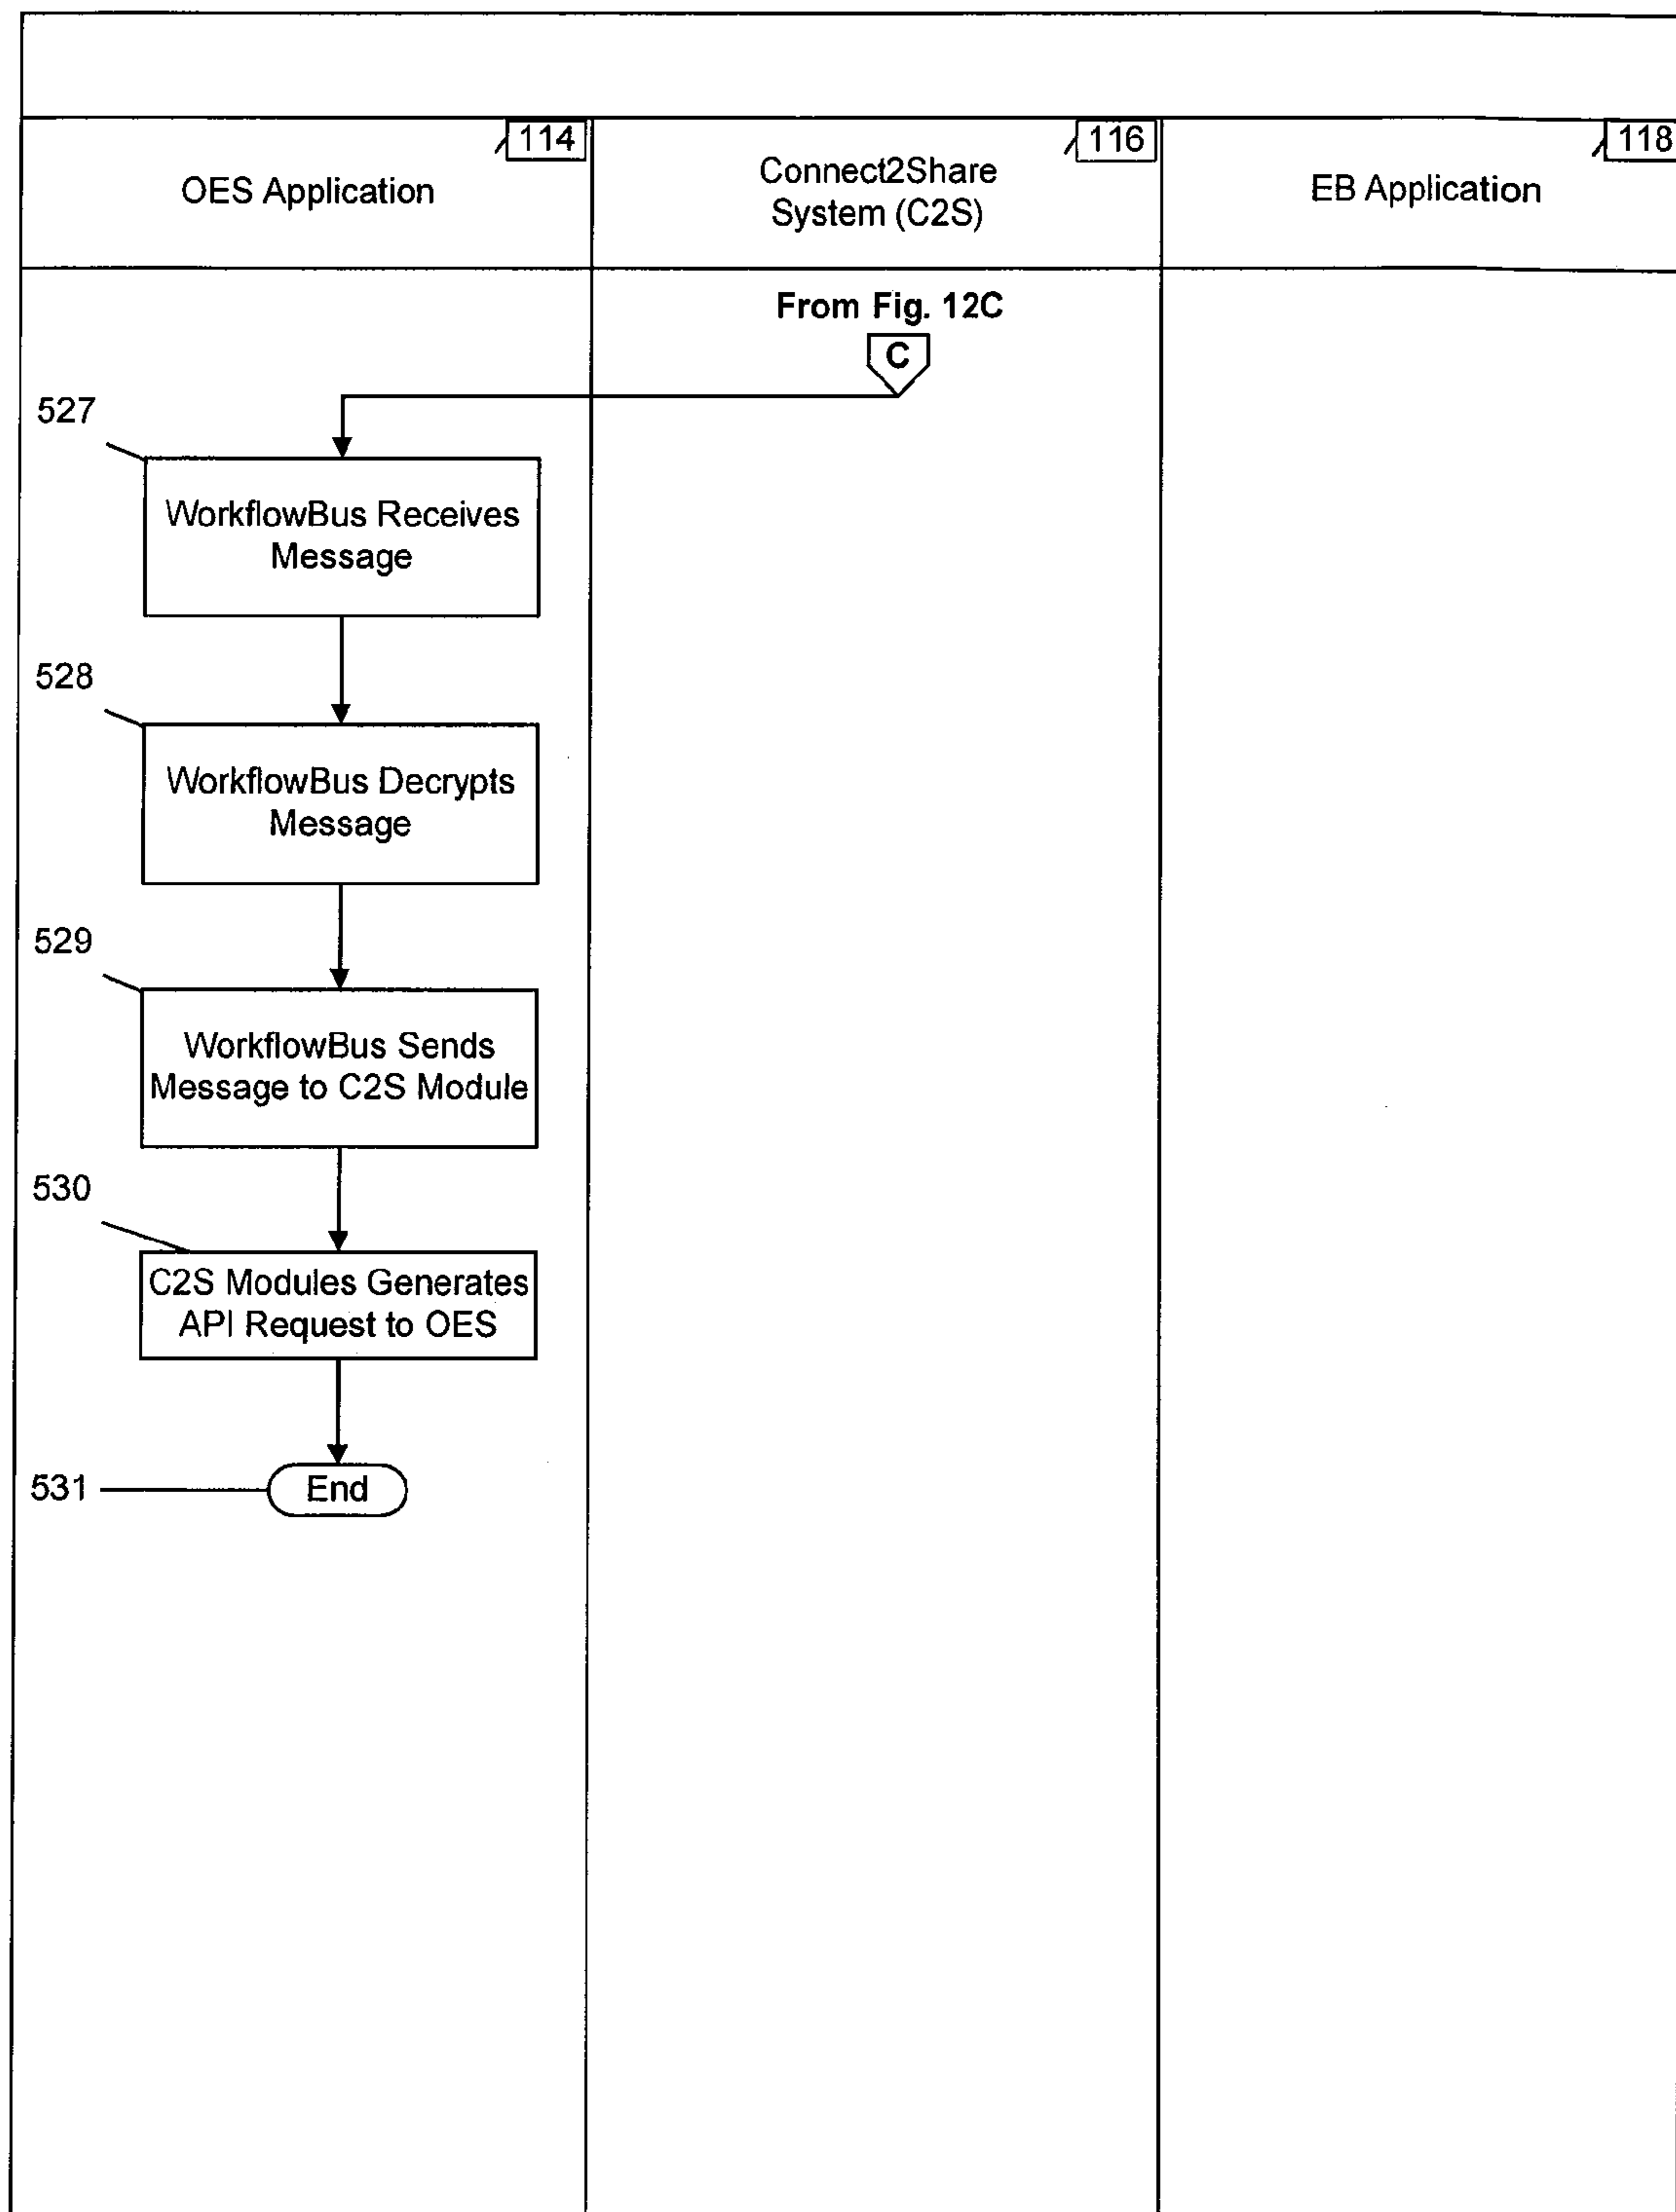 114
OES Application
116
Connect2Share
System (C2S)
118
EB Application
From Fig. 12C
C
527
WorkflowBus Receives
Message
528
WorkflowBus Decrypts
Message
529
WorkflowBus Sends
Message to C2S Module
530
C2S Modules Generates
API Request to OES
531
End